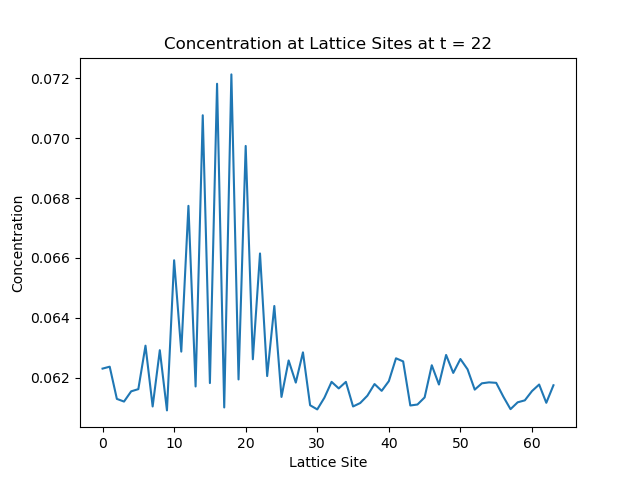 Concentration at Lattice Sites at t = 22
0.072
0.070
0.068
0.066
0.064
0.062
Concentration
0 10 20 30 40 50 60
Lattice Site